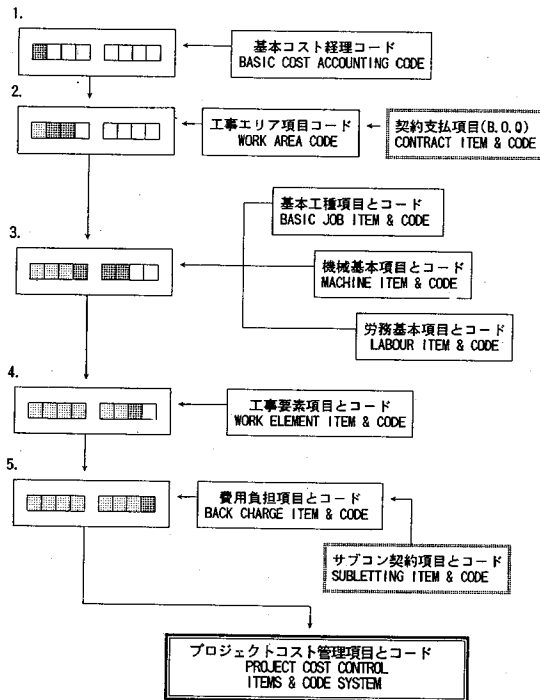 1.
基本コスト経理コード
BASIC COST ACCOUNTING CODE
2.
工事エリア項目コード
WORK AREA CODE
契約支払項目(B.O.Q)
CONTRACT ITEM & CODE
基本工種項目とコード
BASIC JOB ITEM & CODE
3.
機械基本項目とコード
MACHINE ITEM & CODE
労務基本項目とコード
LABOUR ITEM & CODE
4.
工事要素項目とコード
WORK ELEMENT ITEM & CODE
5.
費用負担項目とコード
BACK CHARGE ITEM & CODE
サブコン契約項目とコード
SUBLETTING ITEM & CODE
プロジェクトコスト管理項目とコード
PROJECT COST CONTROL
ITEMS & CODE SYSTEM